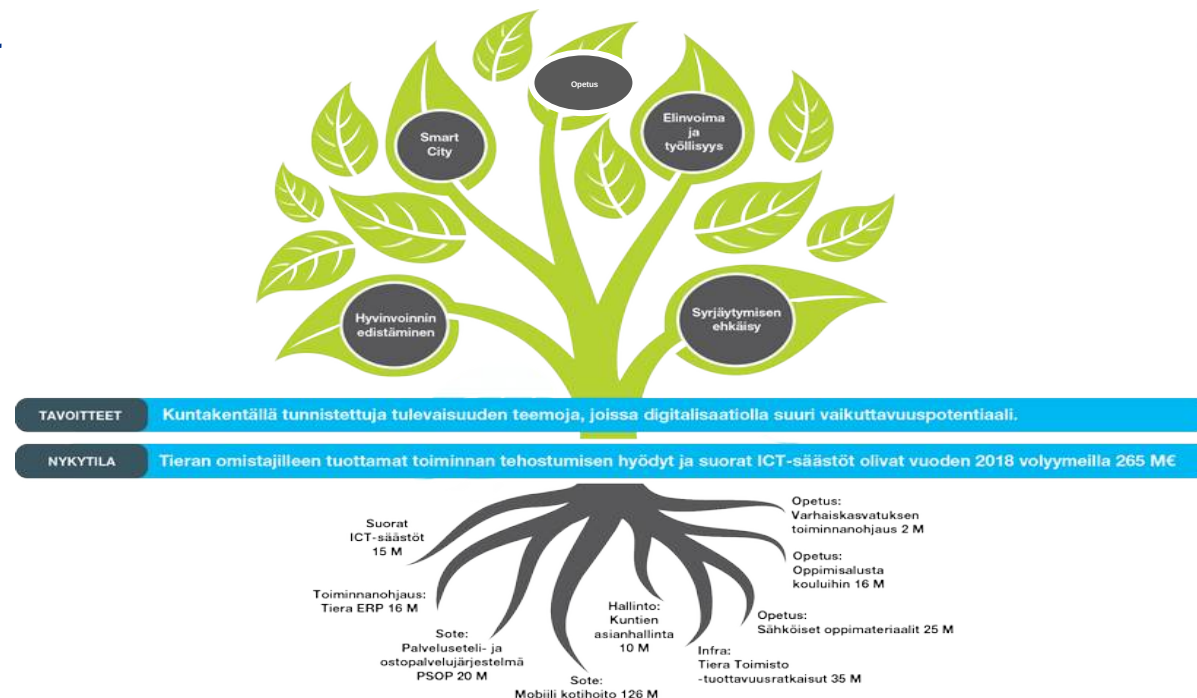 Opetus
Smart
City
Elinvoima
ja
työllisyys
Hyvinvoinnin
edistäminen
Syrjäytymisen
ehkäisy
TAVOITTEET
Kuntakentällä tunnistettuja tulevaisuuden teemoja, joissa digitalisaatiolla suuri vaikuttavuuspotentiaali.
NYKYTILA
Tieran omistajilleen tuottamat toiminnan tehostumisen hyödyt ja suorat ICT-säästöt olivat vuoden 2018 volyymeilla 265 M€
Suorat
ICT-säästöt
15 M
Toiminnanohjaus:
Tiera ERP 16 M
Sote:
Palveluseteli- ja
ostopalvelujärjestelmä
PSOP 20 M
Sote:
Mobiili kotihoito 126 M
Hallinto:
Kuntien
asianhallinta
10 M
Infra:
Tiera Toimisto
-tuottavuusratkaisut 35 M
Opetus:
Sähköiset oppimateriaalit 25 M
Opetus:
Oppimisalusta
kouluihin 16 M
Opetus:
Varhaiskasvatuksen
toiminnanohjaus 2 M